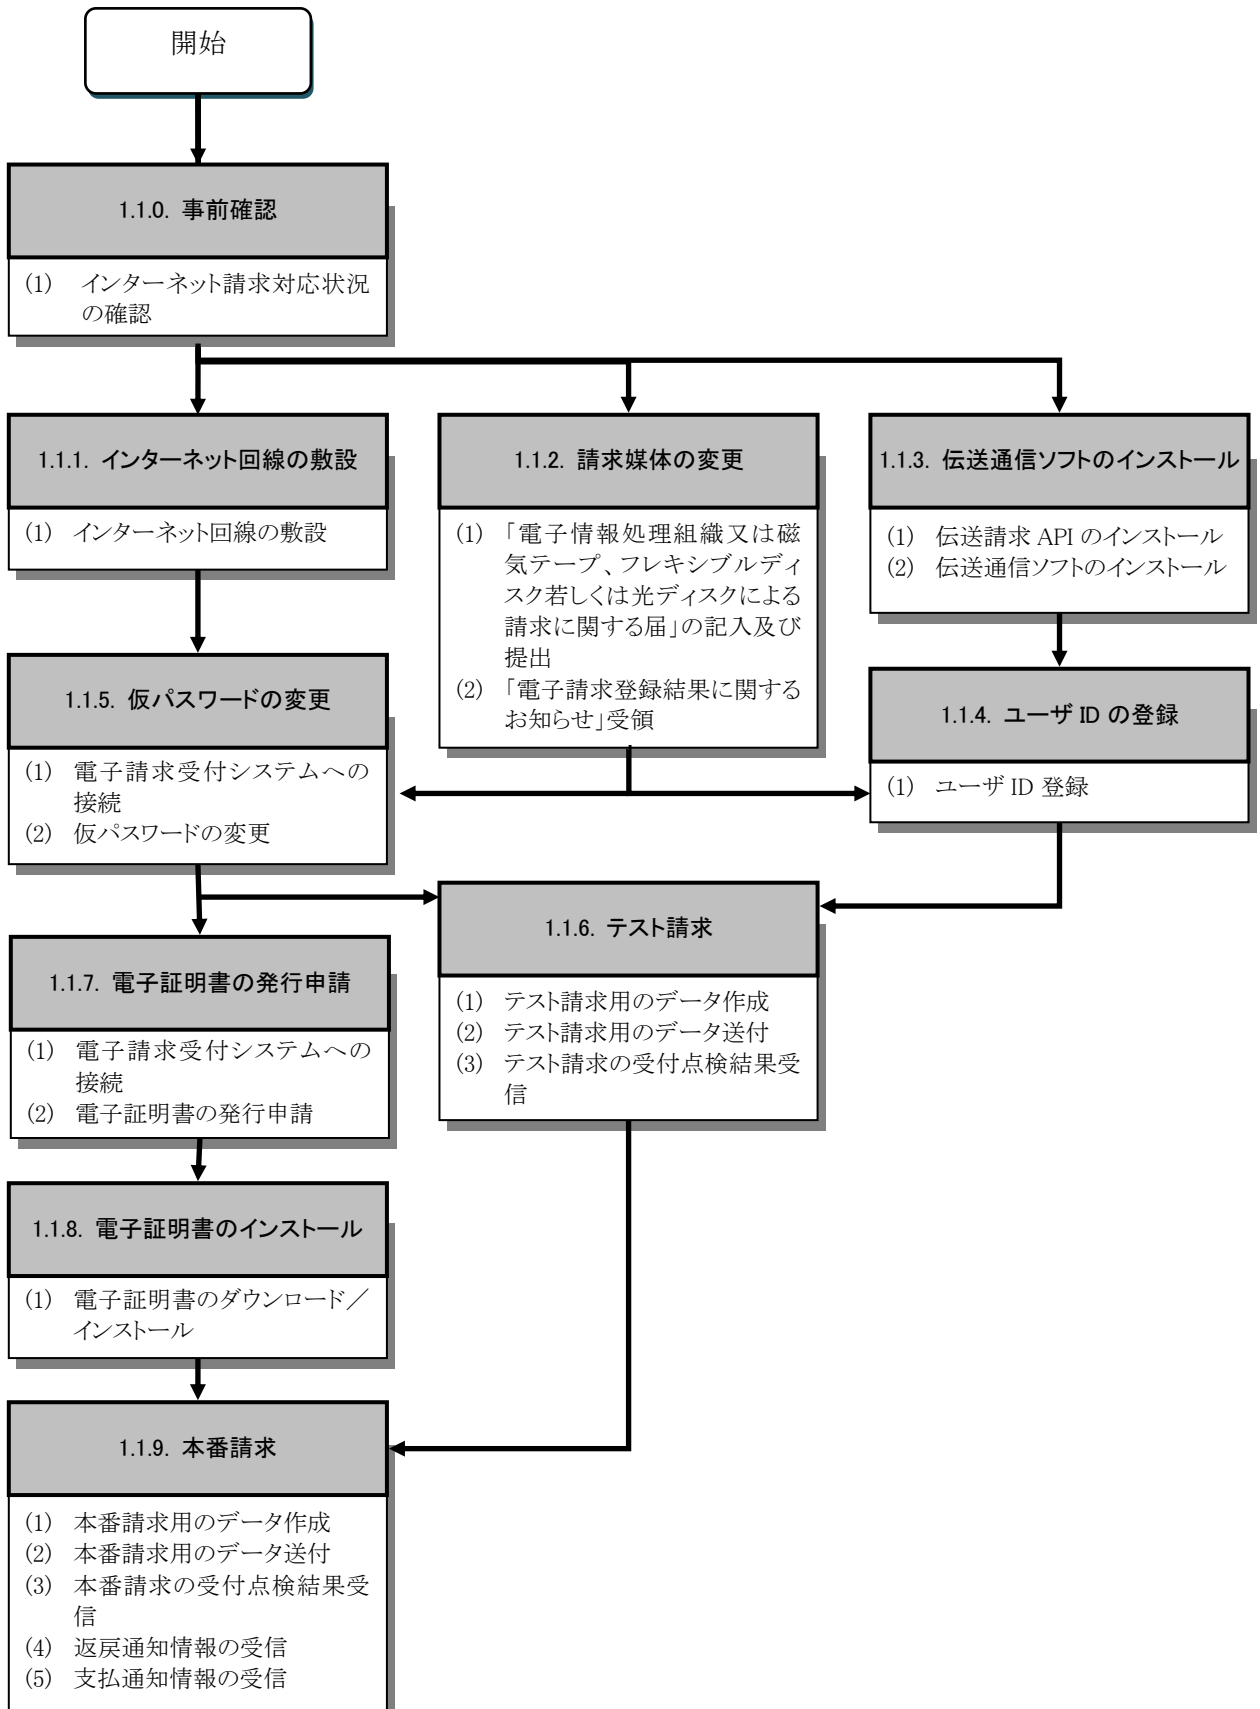 開始
1.1.0. 事前確認
(1) インターネット請求対応状況
の確認
1.1.1. インターネット回線の敷設
(1) インターネット回線の敷設
1.1.2. 請求媒体の変更
(1) 「電子情報処理組織又は磁
気テープ、フレキシブルディ
スク若しくは光ディスクによる
請求に関する届」の記入及び
提出
(2) 「電子請求登録結果に関する
お知らせ」受領
1.1.3. 伝送通信ソフトのインストール
(1) 伝送請求 API のインストール
(2) 伝送通信ソフトのインストール
1.1.5. 仮パスワードの変更
(1) 電子請求受付システムへの
接続
(2) 仮パスワードの変更
1.1.4. ユーザ ID の登録
(1) ユーザ ID 登録
1.1.6. テスト請求
(1) テスト請求用のデータ作成
(2) テスト請求用のデータ送付
(3) テスト請求の受付点検結果受
信
1.1.7. 電子証明書の発行申請
(1) 電子請求受付システムへの
接続
(2) 電子証明書の発行申請
1.1.8. 電子証明書のインストール
(1) 電子証明書のダウンロード／
インストール
1.1.9. 本番請求
(1) 本番請求用のデータ作成
(2) 本番請求用のデータ送付
(3) 本番請求の受付点検結果受
信
(4) 返戻通知情報の受信
(5) 支払通知情報の受信